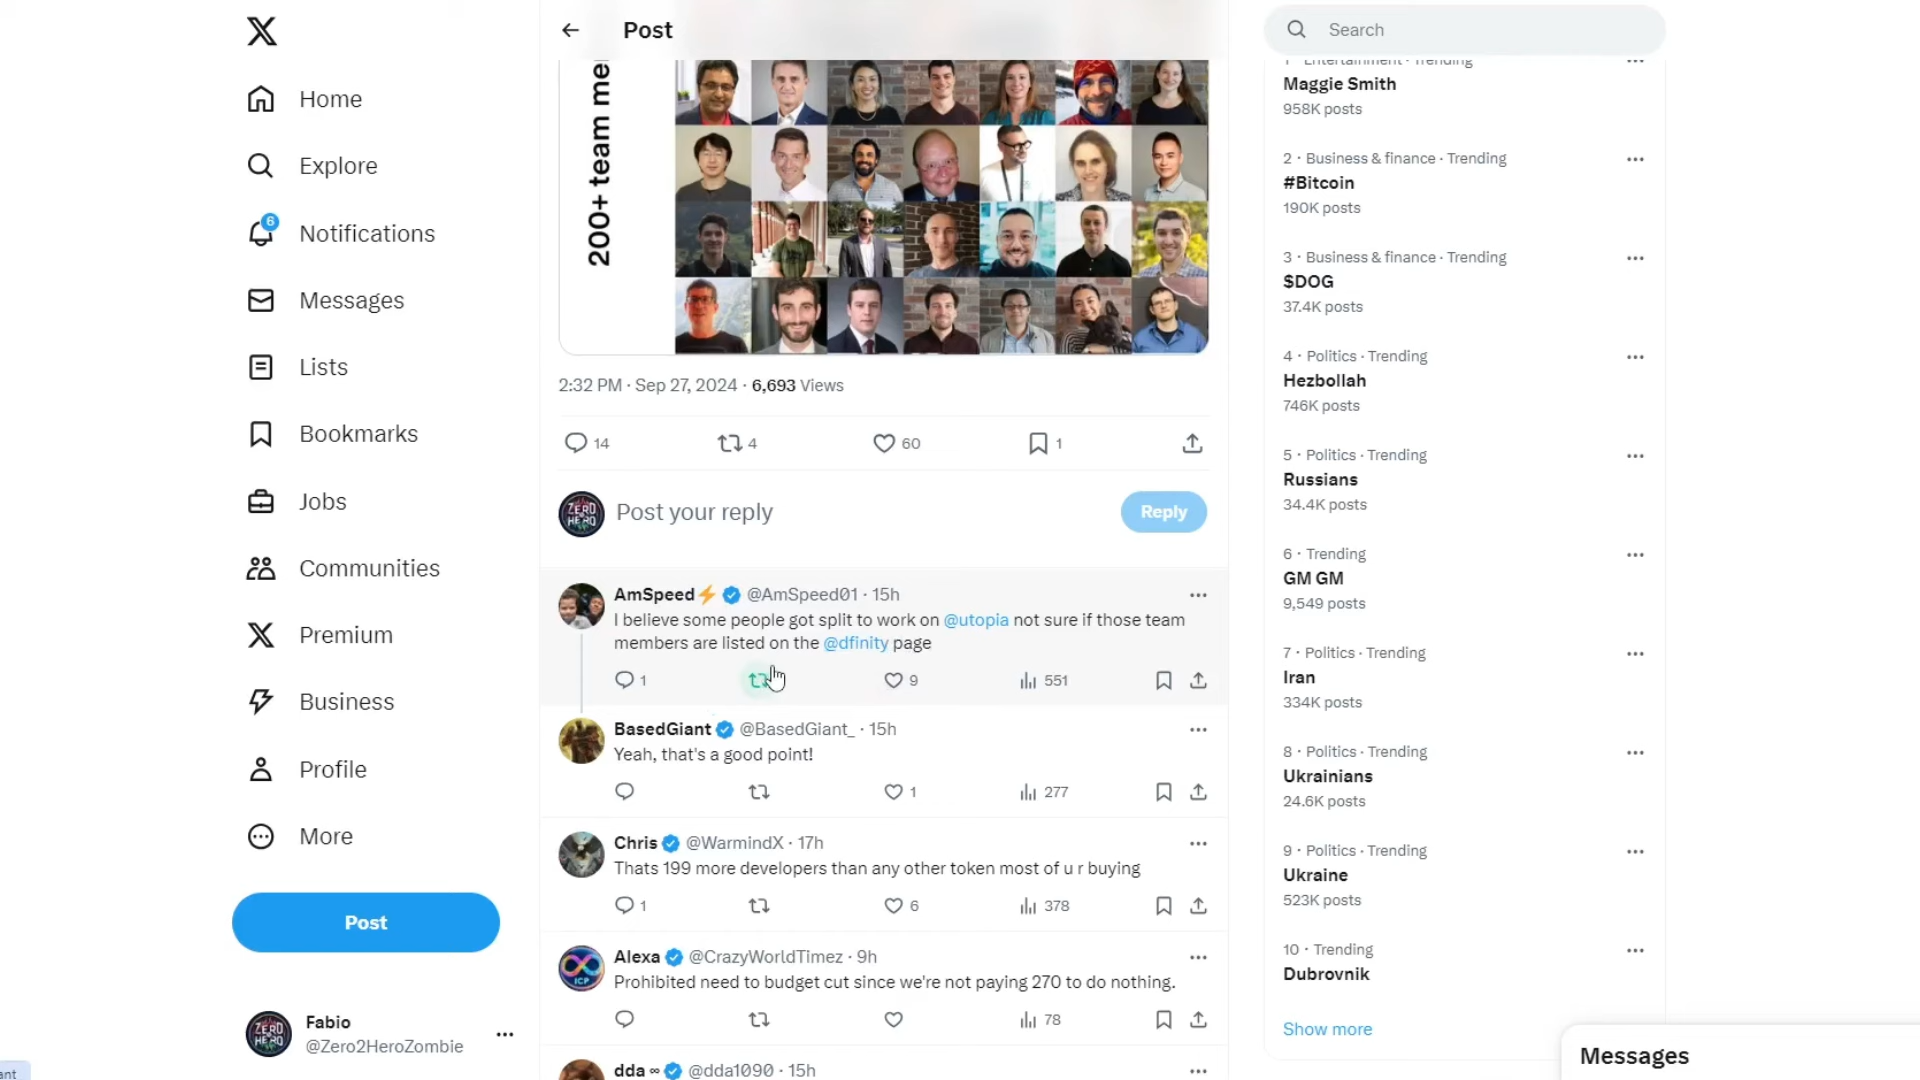 Post
Search
Home
Explore
6
Notifications
Messages
Lists
Bookmarks
Jobs
Communities
Premium
Business
Profile
More
Post
Fabio
@Zero2HeroZombie
200+ team me
2:32 PM · Sep 27, 2024 · 6,693 Views
14
4
60
1
ZERO
HERO
Post your reply
Reply
AmSpeed⚡ @AmSpeed01 · 15h
I believe some people got split to work on @utopia not sure if those team
members are listed on the @dfinity page
1
9
551
BasedGiant @BasedGiant_ · 15h
Yeah, that's a good point!
1
277
Chris @WarmindX · 17h
Thats 199 more developers than any other token most of u r buying
1
6
378
ICP
Alexa @CrazyWorldTimez · 9h
Prohibited need to budget cut since we're not paying 270 to do nothing.
78
dda ∞ @dda1090 · 15h
1 · Entertainment · Trending
Maggie Smith
958K posts
2 · Business & finance · Trending
#Bitcoin
190K posts
3 · Business & finance · Trending
$DOG
37.4K posts
4 · Politics · Trending
Hezbollah
746K posts
5 · Politics · Trending
Russians
34.4K posts
6 · Trending
GM GM
9,549 posts
7 · Politics · Trending
Iran
334K posts
8 · Politics · Trending
Ukrainians
24.6K posts
9 · Politics · Trending
Ukraine
523K posts
10 · Trending
Dubrovnik
Show more
Messages
ant